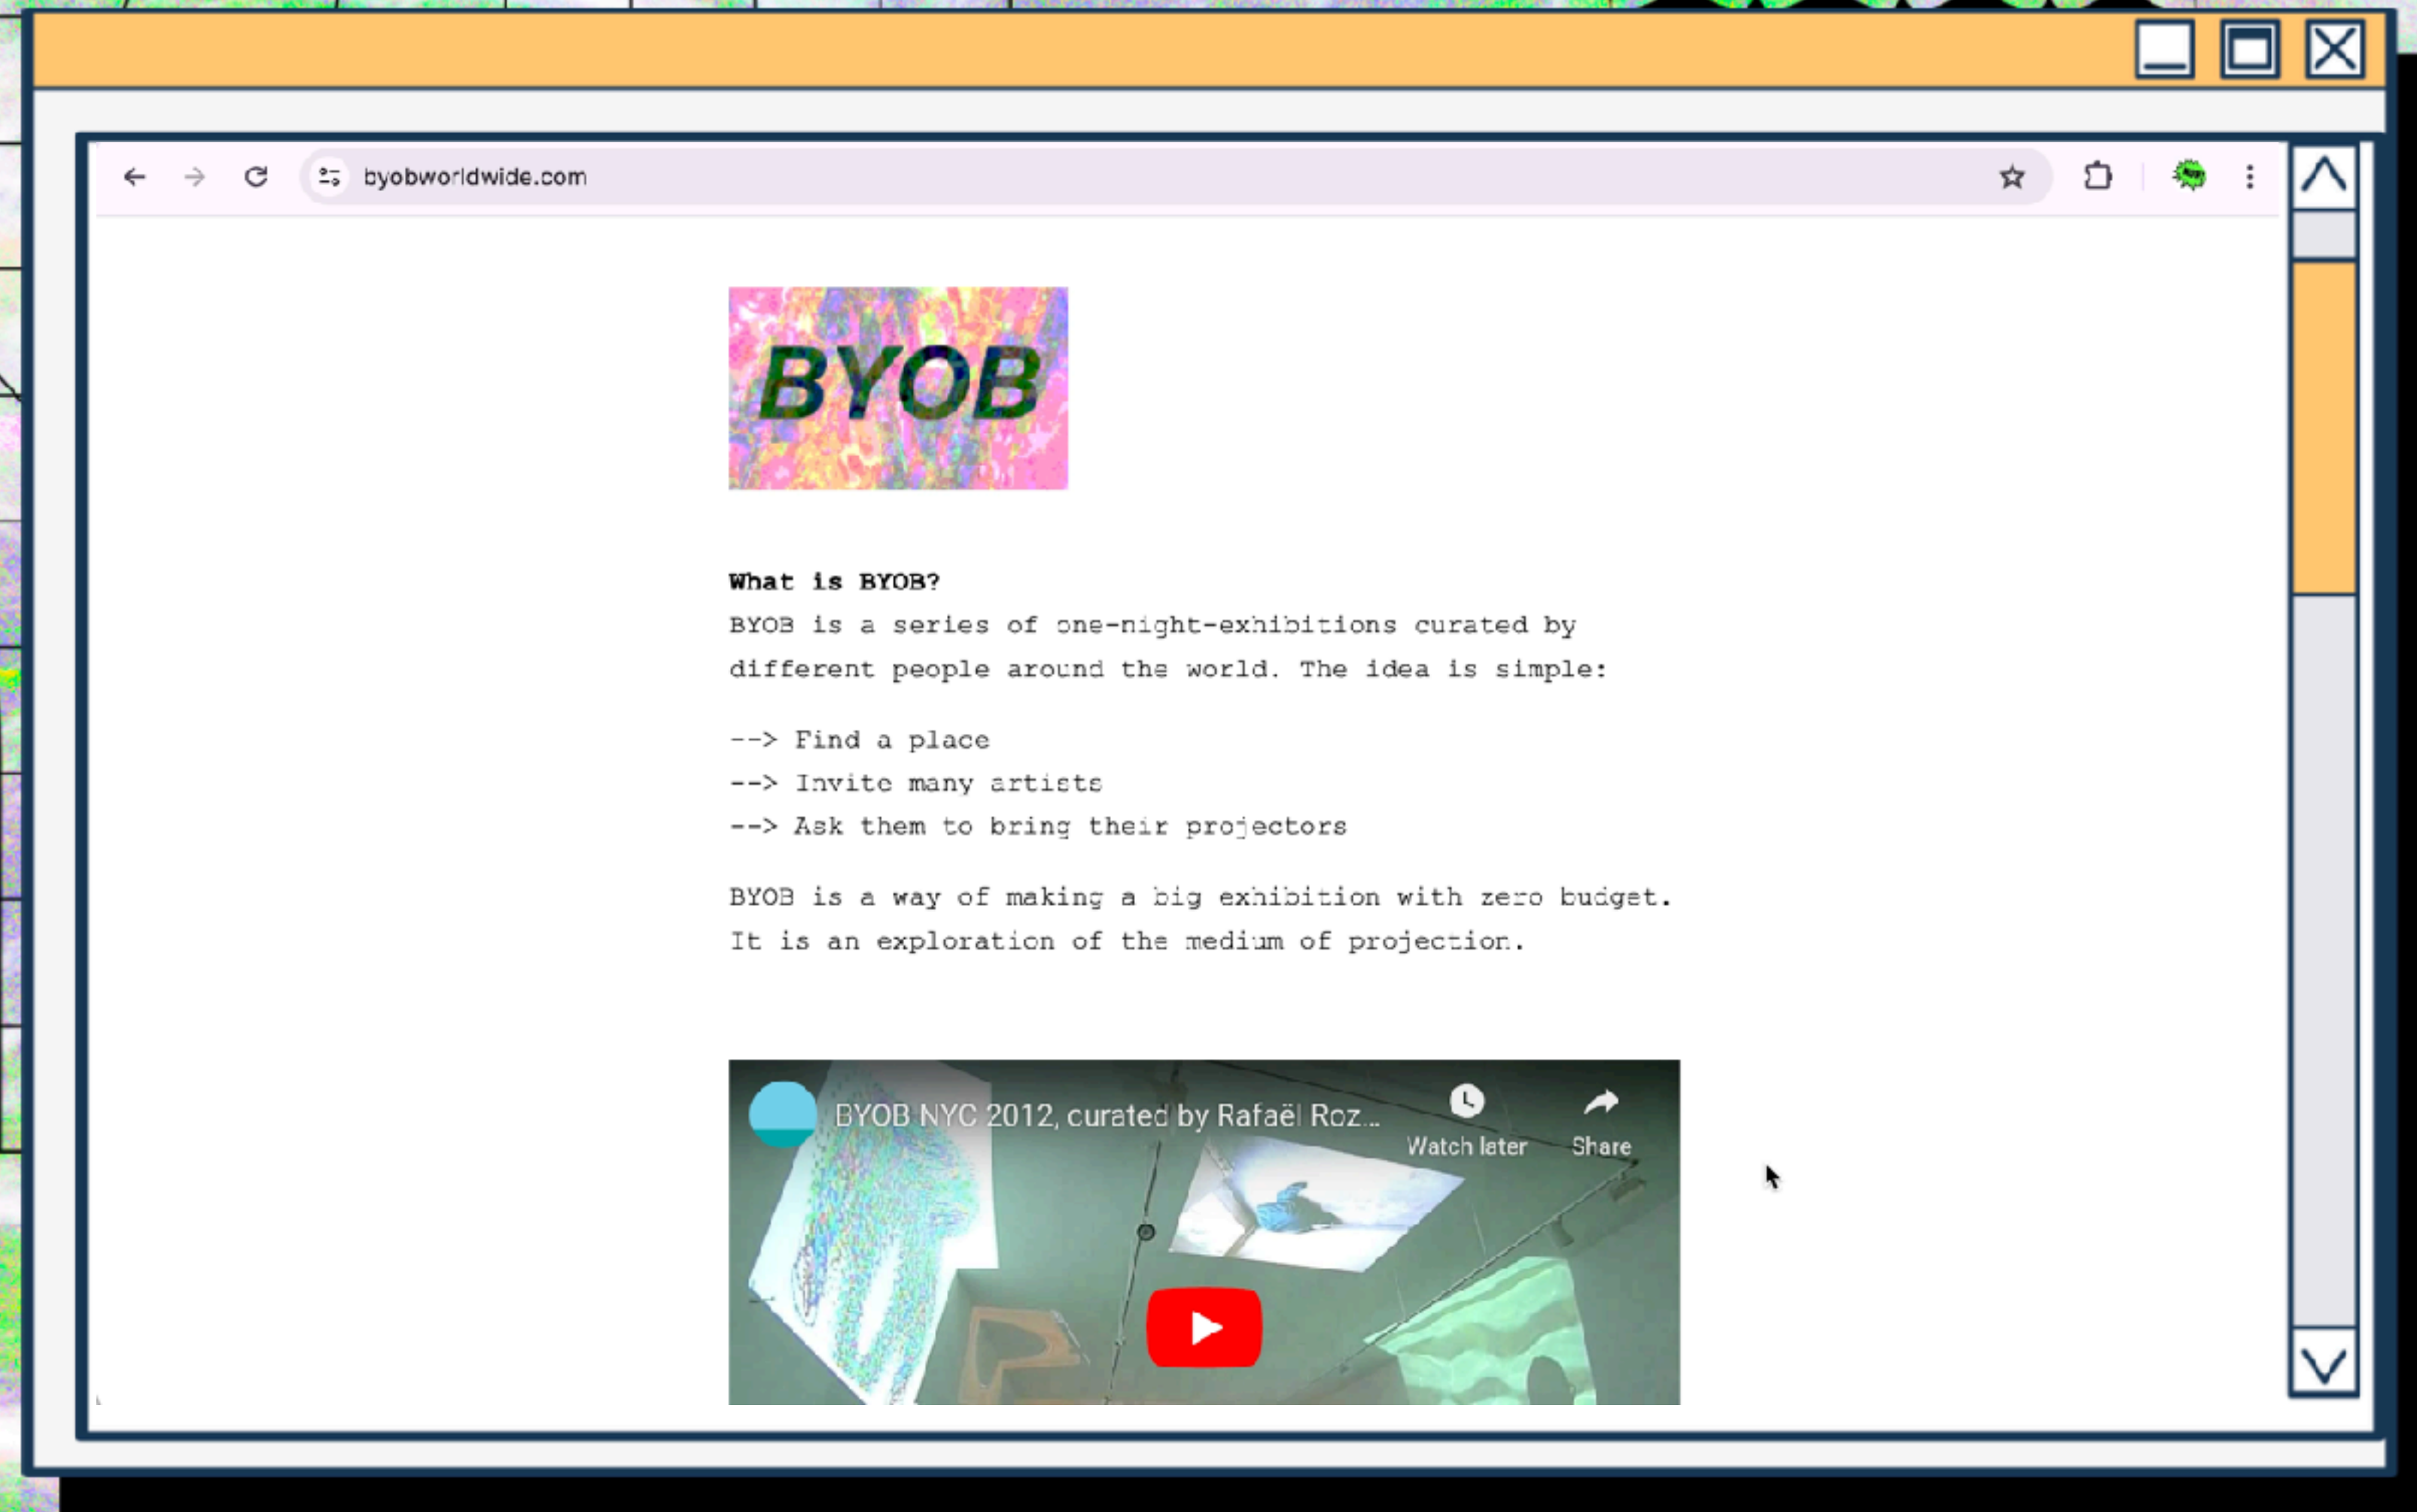 byobworldwide.com
BYOB
What is BYOB?
BYOB is a series of one-night-exhibitions curated by
different people around the world. The idea is simple:
--> Find a place
--> Invite many artists
--> Ask them to bring their projectors
BYOB is a way of making a big exhibition with zero budget.
It is an exploration of the medium of projection.
BYOB NYC 2012, curated by Rafaël Roz...
Watch later
Share